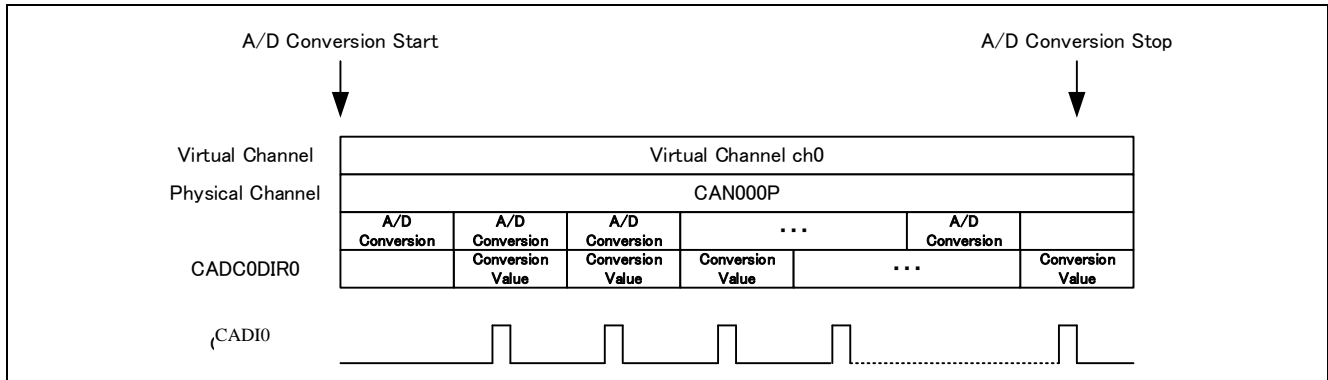 A/D Conversion Start A/D Conversion Stop
Virtual Channel Virtual Channel ch0
Physical Channel CAN000P
A/D Conversion A/D Conversion A/D Conversion ... A/D Conversion
CADC0DIR0 Conversion Value Conversion Value Conversion Value ... Conversion Value
(CADI0